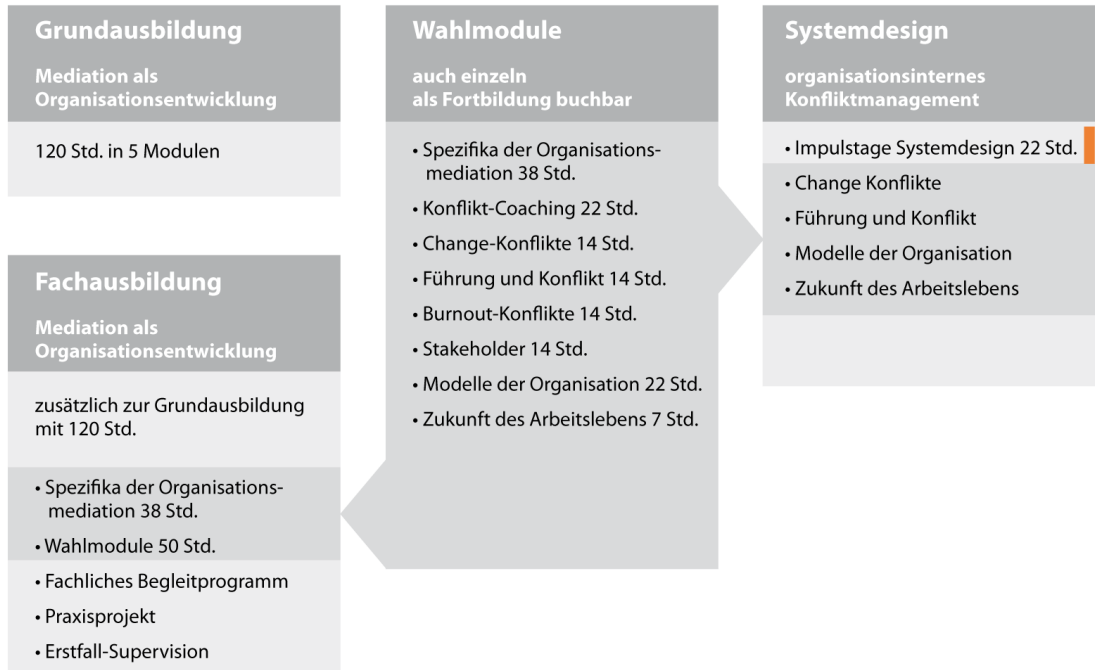 Grundausbildung
Mediation als
Organisationsentwicklung
120 Std. in 5 Modulen
Fachausbildung
Mediation als
Organisationsentwicklung
zusätzlich zur Grundausbildung
mit 120 Std.
• Spezifika der Organisations-
mediation 38 Std.
• Wahlmodule 50 Std.
• Fachliches Begleitprogramm
• Praxisprojekt
• Erstfall-Supervision
Wahlmodule
auch einzeln
als Fortbildung buchbar
• Spezifika der Organisations-
mediation 38 Std.
• Konflikt-Coaching 22 Std.
• Change-Konflikte 14 Std.
• Führung und Konflikt 14 Std.
• Burnout-Konflikte 14 Std.
• Stakeholder 14 Std.
• Modelle der Organisation 22 Std.
• Zukunft des Arbeitslebens 7 Std.
Systemdesign
organisationsinternes
Konfliktmanagement
• Impulstage Systemdesign 22 Std.
• Change Konflikte
• Führung und Konflikt
• Modelle der Organisation
• Zukunft des Arbeitslebens